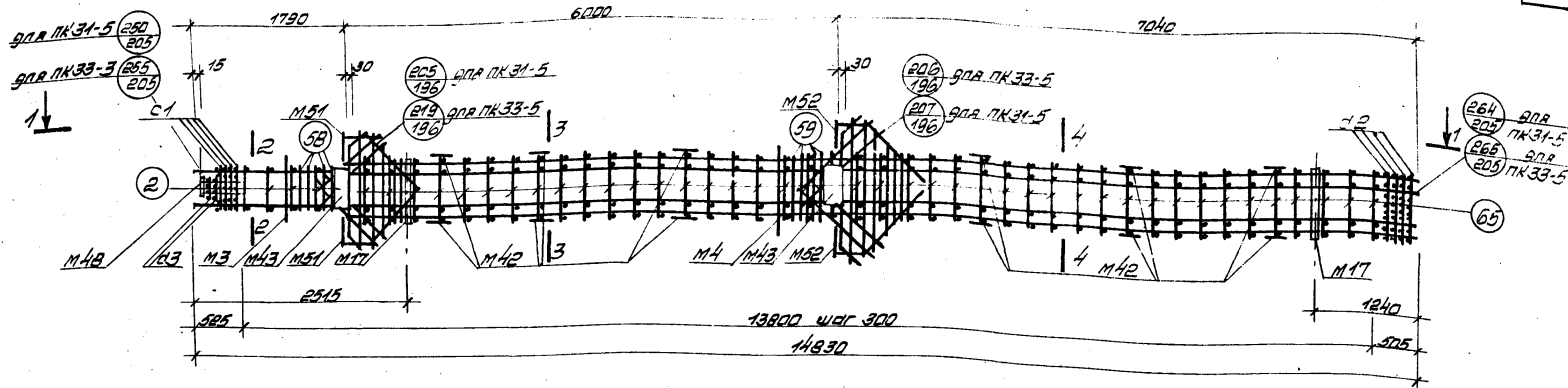 1790
6000
7040
для ПК31-5 250/205
для ПК33-3 255/205
15
30
205/196 для ПК31-5
219/196 для ПК33-5
30
206/196 для ПК33-5
207/196 для ПК31-5
264/205 для ПК31-5
265/205 для ПК33-5
1
с1
М51
58
3
М52
59
4
1
2
2
65
2
3
4
М48
с3
М3
М43
М51
М17
М42
М4
М43
М52
М42
М17
2515
1240
585
13800 шаг 300
505
14830